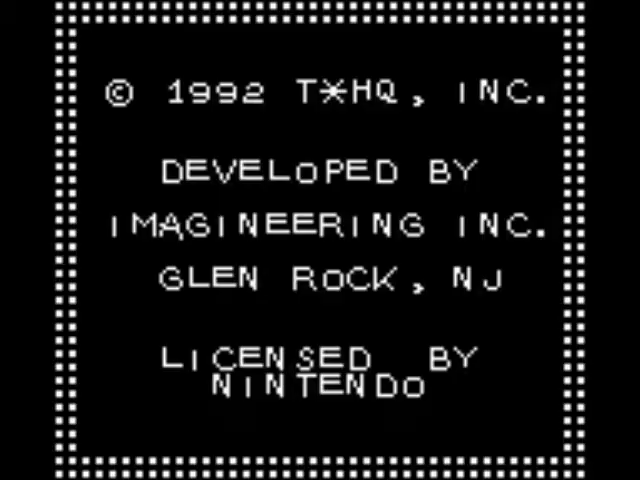 © 1992 T*HQ, INC.
DEVELOPED BY
IMAGINEERING INC.
GLEN ROCK, NJ
LICENSED BY
NINTENDO